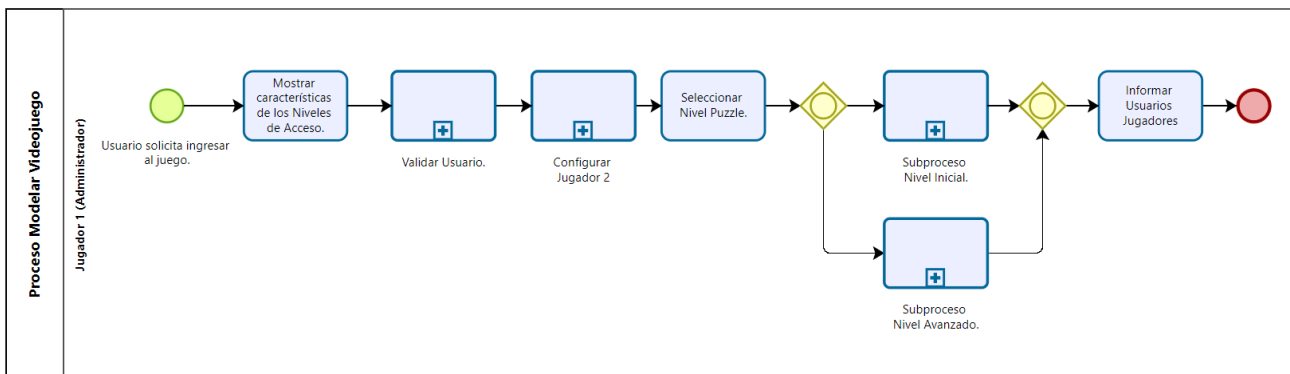 Proceso Modelar Videojuego
Jugador 1 (Administrador)
Usuario solicita ingresar
al juego.
Mostrar
características
de los Niveles
de Acceso.
Validar Usuario.
Configurar
Jugador 2
Seleccionar
Nivel Puzzle.
Subproceso
Nivel Inicial.
Subproceso
Nivel Avanzado.
Informar
Usuarios
Jugadores